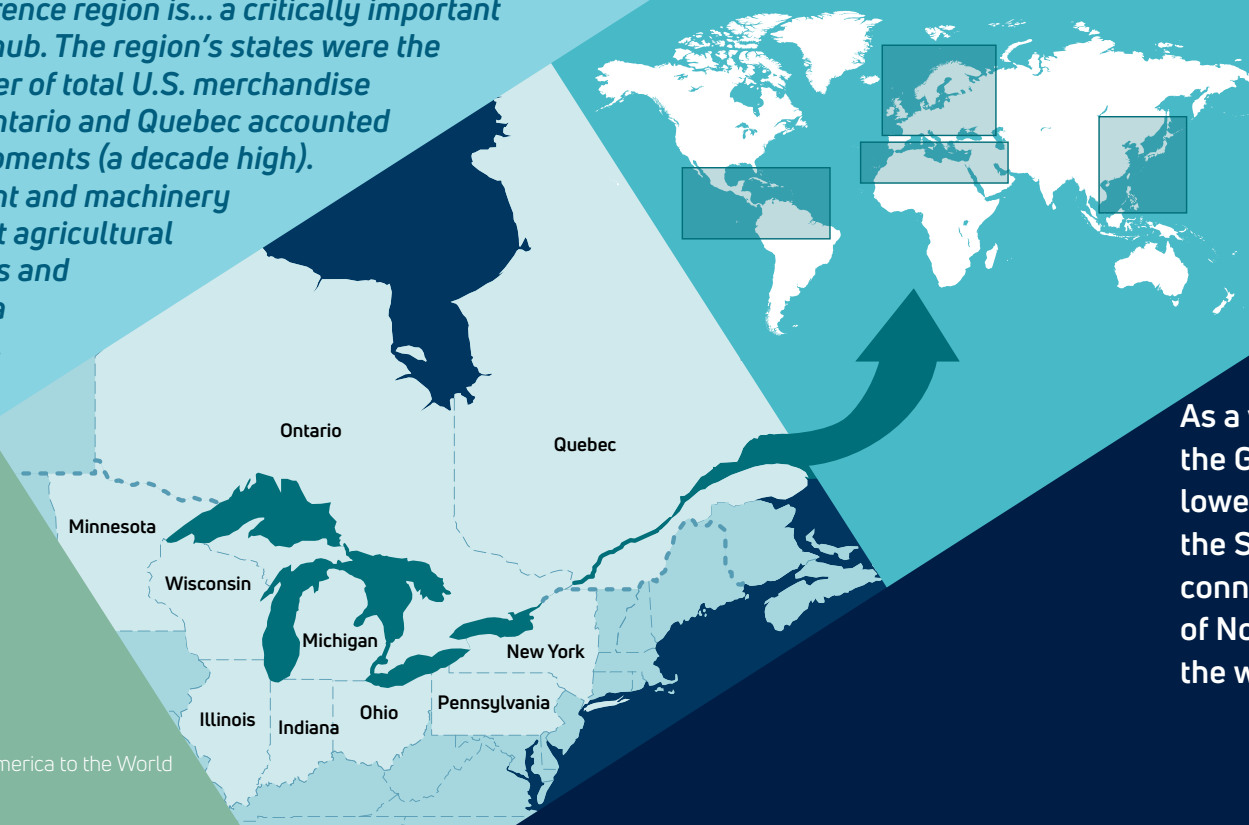 rence region is... a critically important
hub. The region's states were the
er of total U.S. merchandise
ntario and Quebec accounted
pments (a decade high).
nt and machinery
t agricultural
s and
a
Ontario
Quebec
Minnesota
Wisconsin
Michigan
New York
Illinois
Indiana
Ohio
Pennsylvania
merica to the World
As a
the G
lowe
the S
conn
of No
the w